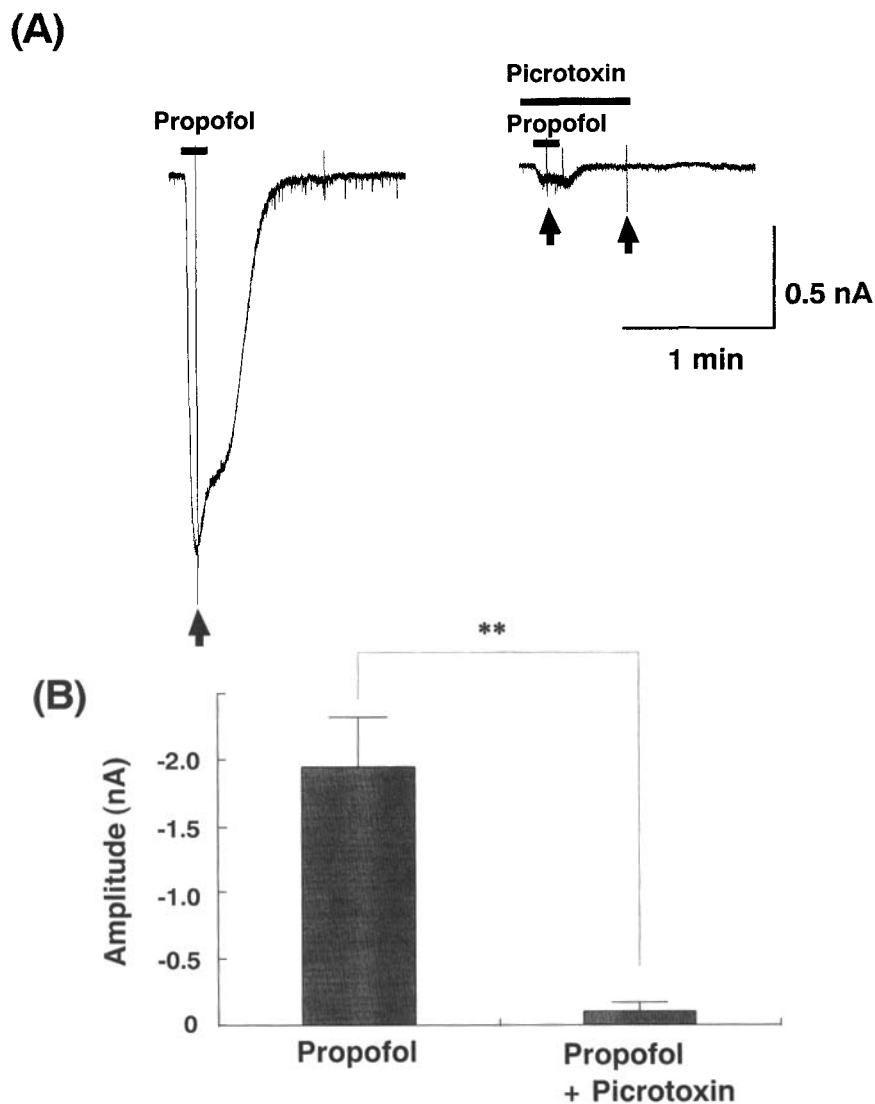 (A)
Propofol
Picrotoxin
Propofol
0.5 nA
1 min
**
(B)
Amplitude (nA)
-2.0
-1.5
-1.0
-0.5
0
Propofol
Propofol
+ Picrotoxin